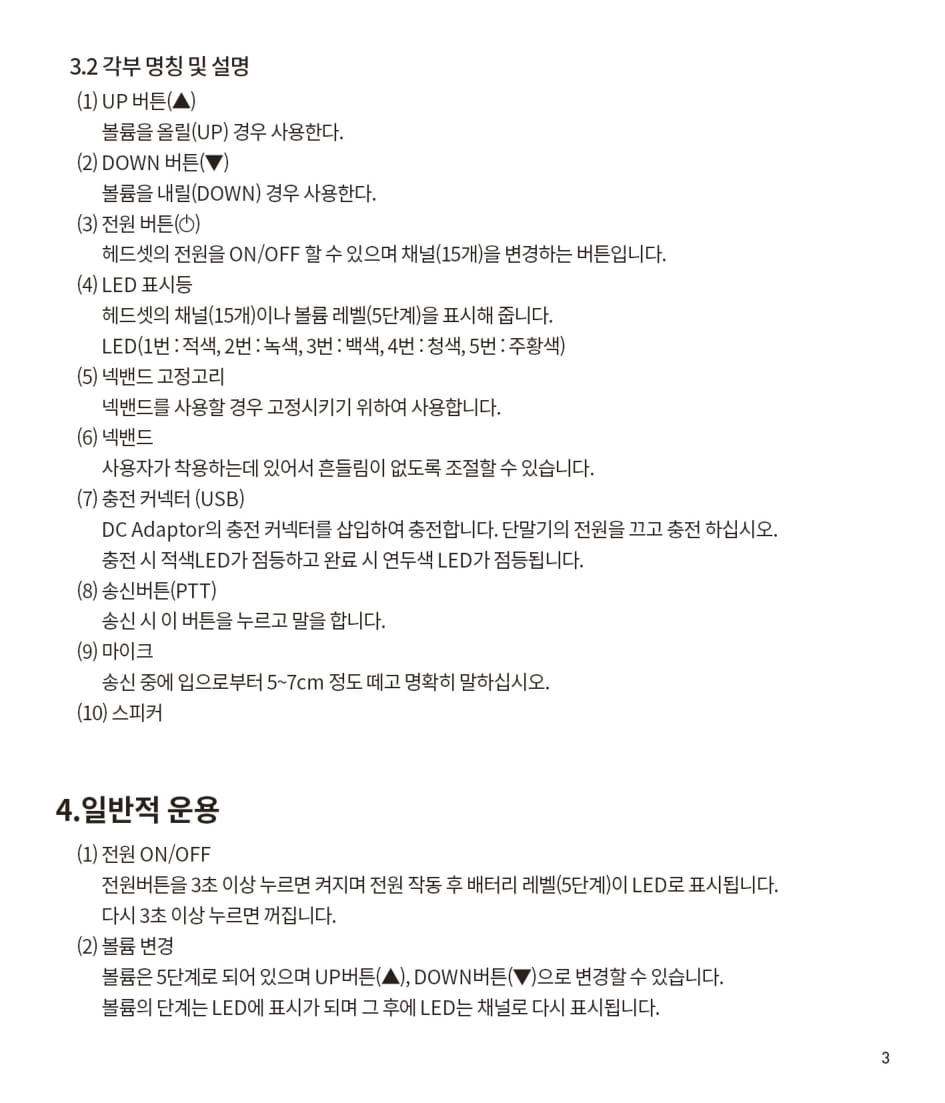 3.2 각부 명칭 및 설명
(1) UP 버튼(▲)
볼륨을 올릴(UP) 경우 사용한다.
(2) DOWN 버튼(▼)
볼륨을 내릴(DOWN) 경우 사용한다.
(3) 전원 버튼(⏻)
헤드셋의 전원을 ON/OFF 할 수 있으며 채널(15개)을 변경하는 버튼입니다.
(4) LED 표시등
헤드셋의 채널(15개)이나 볼륨 레벨(5단계)을 표시해 줍니다.
LED(1번 : 적색, 2번 : 녹색, 3번 : 백색, 4번 : 청색, 5번 : 주황색)
(5) 넥밴드 고정고리
넥밴드를 사용할 경우 고정시키기 위하여 사용합니다.
(6) 넥밴드
사용자가 착용하는데 있어서 흔들림이 없도록 조절할 수 있습니다.
(7) 충전 커넥터 (USB)
DC Adaptor의 충전 커넥터를 삽입하여 충전합니다. 단말기의 전원을 끄고 충전 하십시오.
충전 시 적색LED가 점등하고 완료 시 연두색 LED가 점등됩니다.
(8) 송신버튼(PTT)
송신 시 이 버튼을 누르고 말을 합니다.
(9) 마이크
송신 중에 입으로부터 5~7cm 정도 떼고 명확히 말하십시오.
(10) 스피커
4.일반적 운용
(1) 전원 ON/OFF
전원버튼을 3초 이상 누르면 켜지며 전원 작동 후 배터리 레벨(5단계)이 LED로 표시됩니다.
다시 3초 이상 누르면 꺼집니다.
(2) 볼륨 변경
볼륨은 5단계로 되어 있으며 UP버튼(▲), DOWN버튼(▼)으로 변경할 수 있습니다.
볼륨의 단계는 LED에 표시가 되며 그 후에 LED는 채널로 다시 표시됩니다.
3